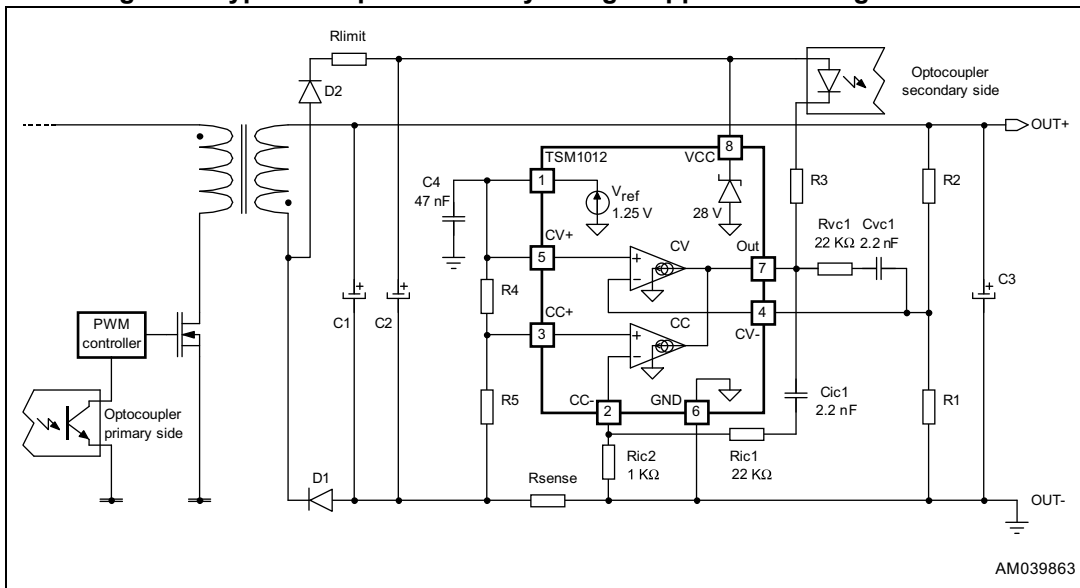 Rlimit
D2
Optocoupler
secondary side
OUT+
TSM1012
VCC
8
C4
47 nF
1
Vref
1.25 V
28 V
R3
R2
CV+
5
CV
Out
7
Rvc1
22 KΩ
Cvc1
2.2 nF
C3
R4
CC+
3
CC
4
CV-
C1
C2
PWM
controller
R5
CC-
2
GND
6
Cic1
2.2 nF
R1
Optocoupler
primary side
D1
Ric2
1 KΩ
Ric1
22 KΩ
Rsense
OUT-
AM039863